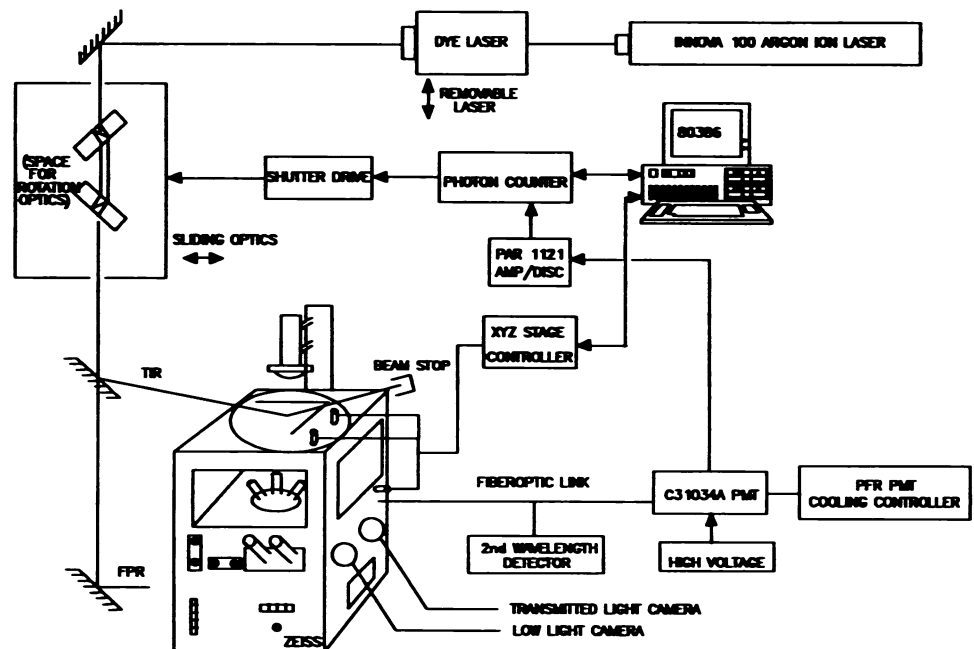 DYE LASER
INNOVA 100 ARGON ION LASER
REMOVABLE
LASER
80386
(SPACE
FOR
ROTATION
OPTICS)
SHUTTER DRIVE
PHOTON COUNTER
SLIDING OPTICS
PAR 1121
AMP/DISC
XYZ STAGE
CONTROLLER
BEAM STOP
TIR
FIBEROPTIC LINK
C31034A PMT
PFR PMT
COOLING CONTROLLER
2nd WAVELENGTH
DETECTOR
HIGH VOLTAGE
FPR
TRANSMITTED LIGHT CAMERA
LOW LIGHT CAMERA
ZEISS